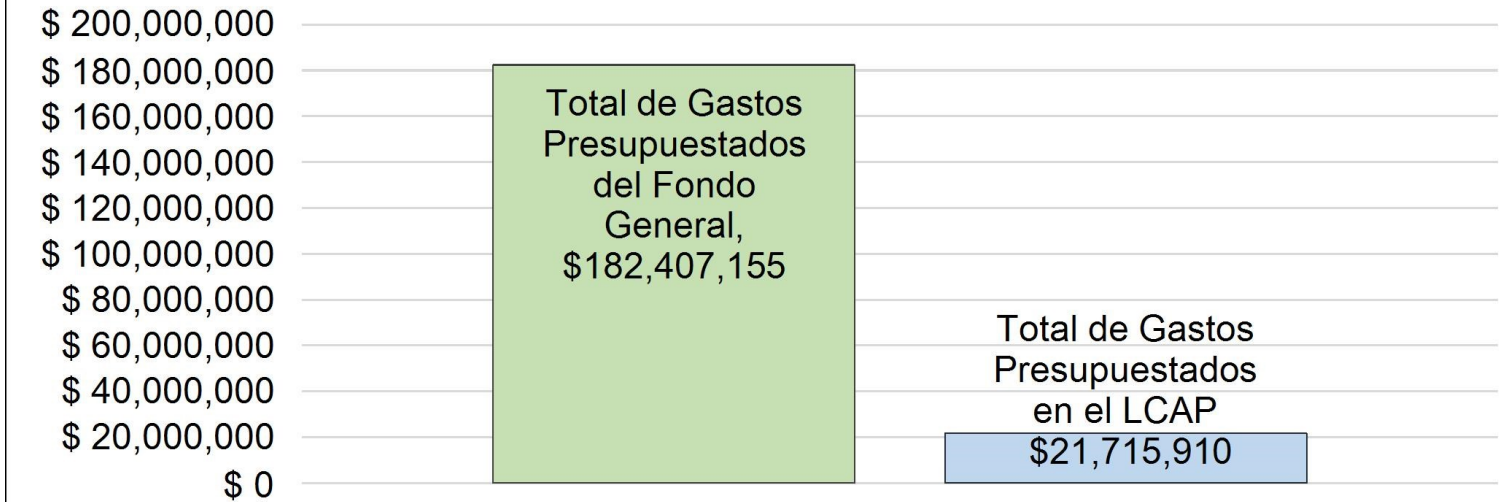 $ 200,000,000
$ 180,000,000
$ 160,000,000
$ 140,000,000
$ 120,000,000
$ 100,000,000
$ 80,000,000
$ 60,000,000
$ 40,000,000
$ 20,000,000
$ 0
Total de Gastos
Presupuestados
del Fondo
General,
$182,407,155
Total de Gastos
Presupuestados
en el LCAP
$21,715,910